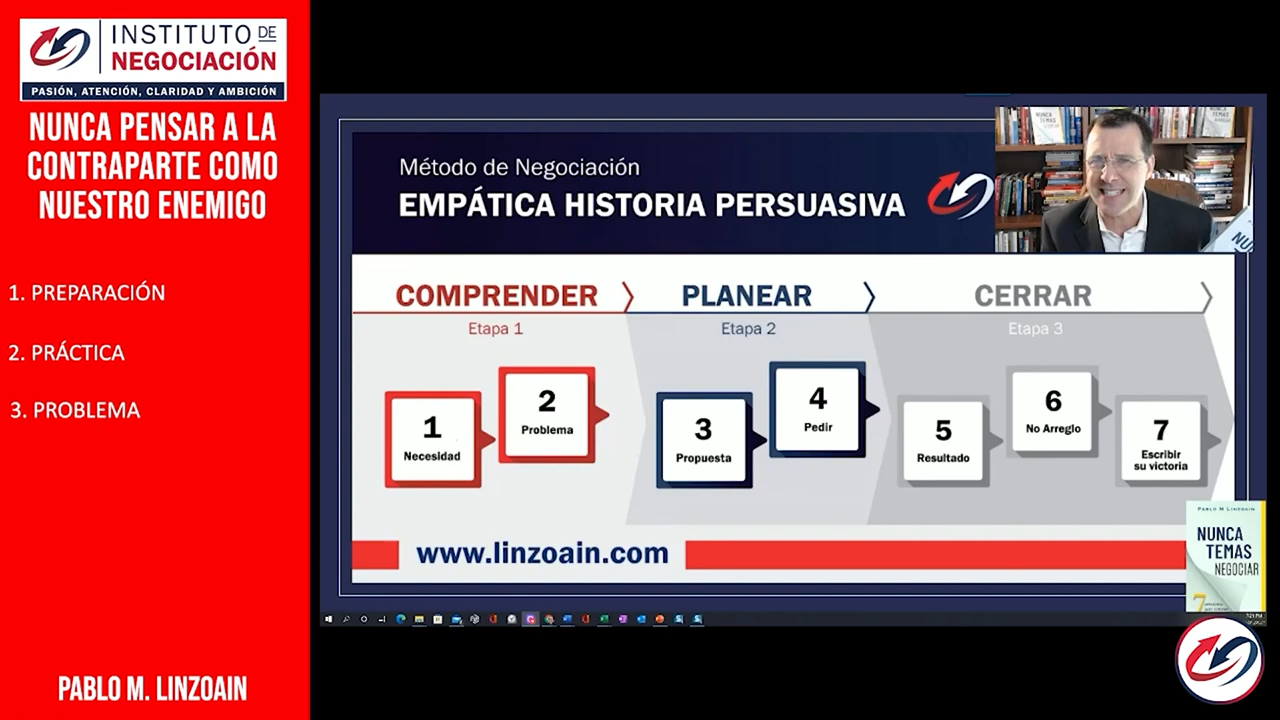 INSTITUTO DE
NEGOCIACIÓN
PASIÓN, ATENCIÓN, CLARIDAD Y AMBICIÓN
NUNCA PENSAR A LA
CONTRAPARTE COMO
NUESTRO ENEMIGO
1. PREPARACIÓN
2. PRÁCTICA
3. PROBLEMA
PABLO M. LINZOAIN
Método de Negociación
EMPÁTICA HISTORIA PERSUASIVA
COMPRENDER
Etapa 1
PLANEAR
Etapa 2
CERRAR
Etapa 3
1
Necesidad
2
Problema
3
Propuesta
4
Pedir
5
Resultado
6
No Arreglo
7
Escribir
su victoria
www.linzoain.com
PABLO M LINZOAIN
NUNCA
TEMAS
NEGOCIAR
7